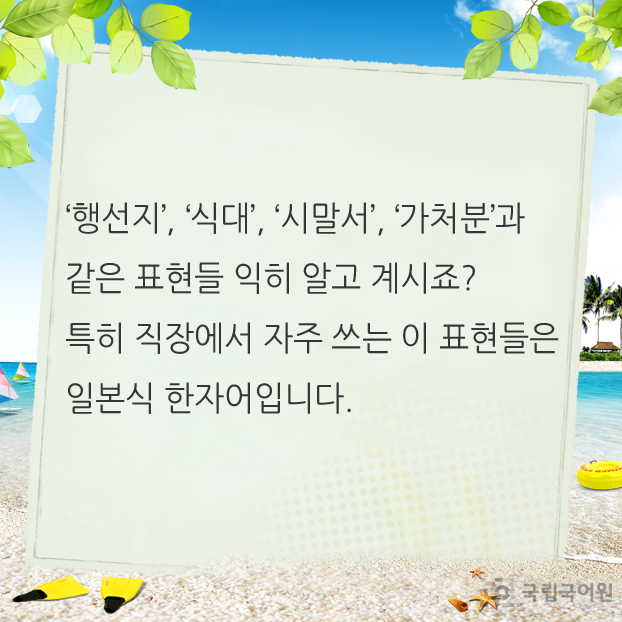 ‘행선지’, ‘식대’, ‘시말서’, ‘가처분’과
같은 표현들 익히 알고 계시죠?
특히 직장에서 자주 쓰는 이 표현들은
일본식 한자어입니다.
국립국어원